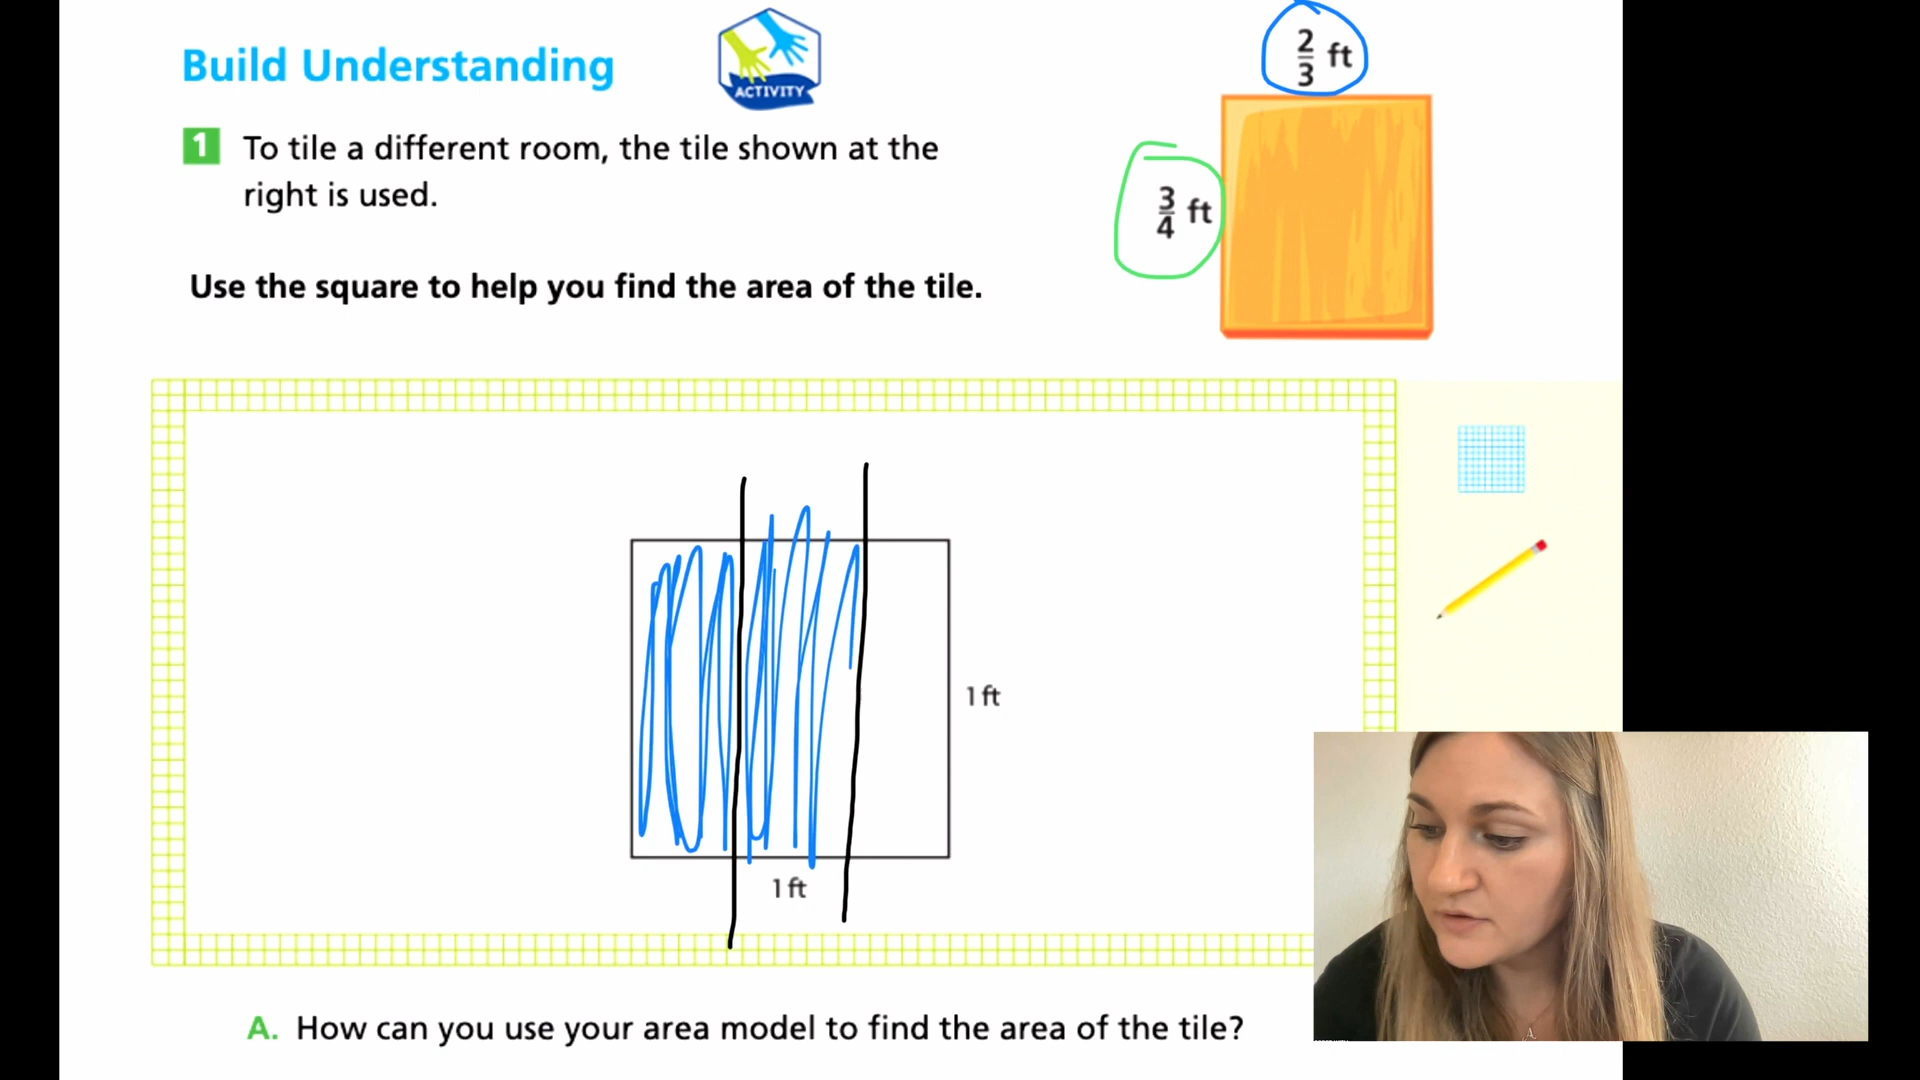 Build Understanding
ACTIVITY
2/3 ft
1 To tile a different room, the tile shown at the
right is used.
3/4 ft
Use the square to help you find the area of the tile.
1 ft
1 ft
A. How can you use your area model to find the area of the tile?
A